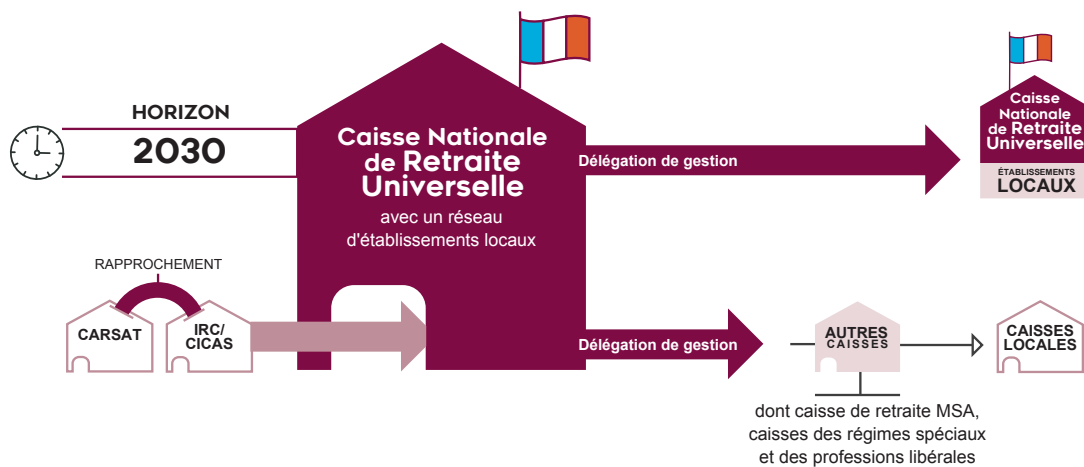 HORIZON
2030
Caisse Nationale
de Retraite
Universelle
avec un réseau
d'établissements locaux
Délégation de gestion
Caisse
Nationale
de Retraite
Universelle
ÉTABLISSEMENTS
LOCAUX
RAPPROCHEMENT
CARSAT
IRC/
CICAS
Délégation de gestion
AUTRES
CAISSES
CAISSES
LOCALES
dont caisse de retraite MSA,
caisses des régimes spéciaux
et des professions libérales